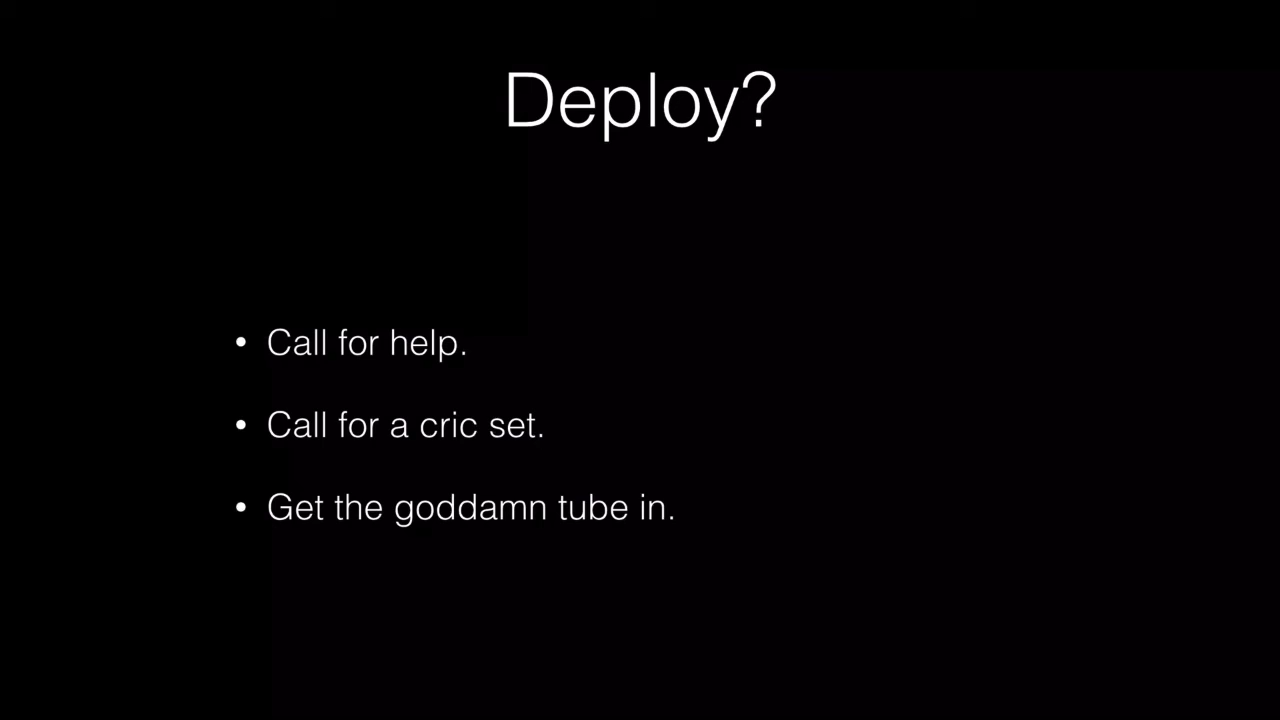 Deploy?
• Call for help.
• Call for a cric set.
• Get the goddamn tube in.